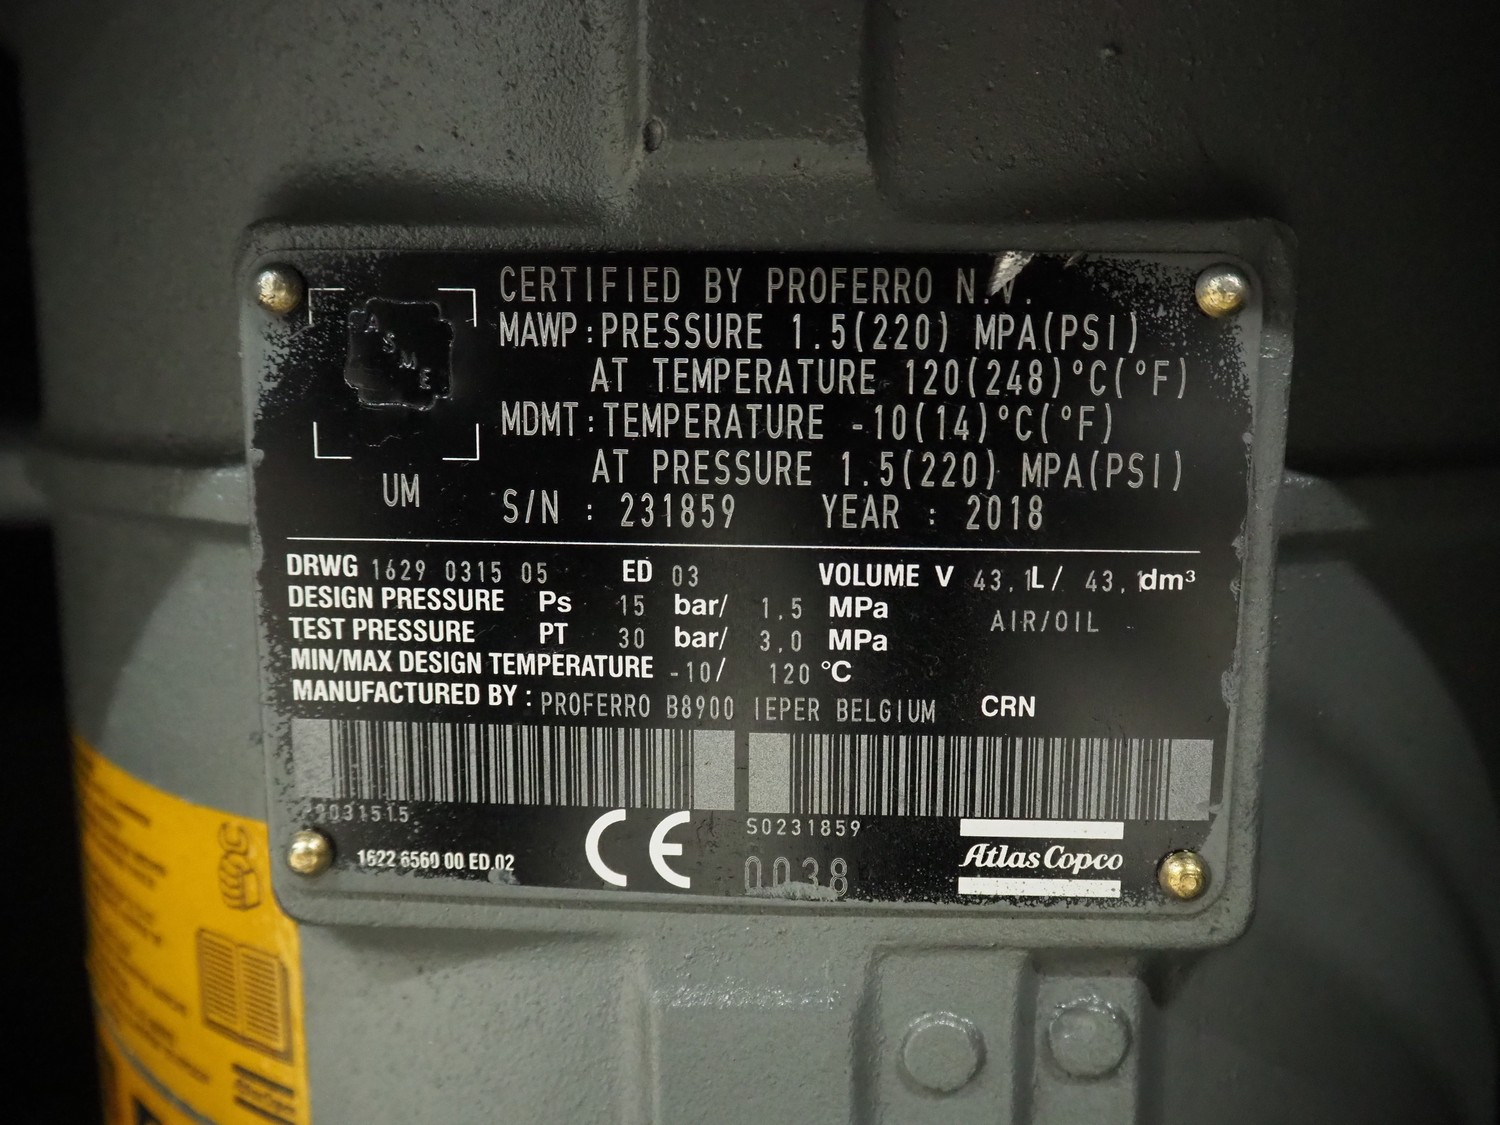 ASME
UM
CERTIFIED BY PROFERRO N.V.
MAWP:PRESSURE 1.5(220) MPA(PSI)
AT TEMPERATURE 120(248)°C(°F)
MDMT:TEMPERATURE -10(14)°C(°F)
AT PRESSURE 1.5(220) MPA(PSI)
S/N : 231859 YEAR : 2018
DRWG 1629 0315 05 ED 03 VOLUME V 43,1L/ 43,1dm³
DESIGN PRESSURE Ps 15 bar/ 1,5 MPa AIR/OIL
TEST PRESSURE PT 30 bar/ 3,0 MPa
MIN/MAX DESIGN TEMPERATURE -10/ 120 °C
MANUFACTURED BY : PROFERRO B8900 IEPER BELGIUM CRN
S0231859
1622 6560 00 ED.02 CE 0038 Atlas Copco